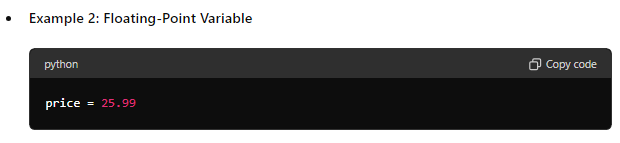 • Example 2: Floating-Point Variable
python Copy code
price = 25.99